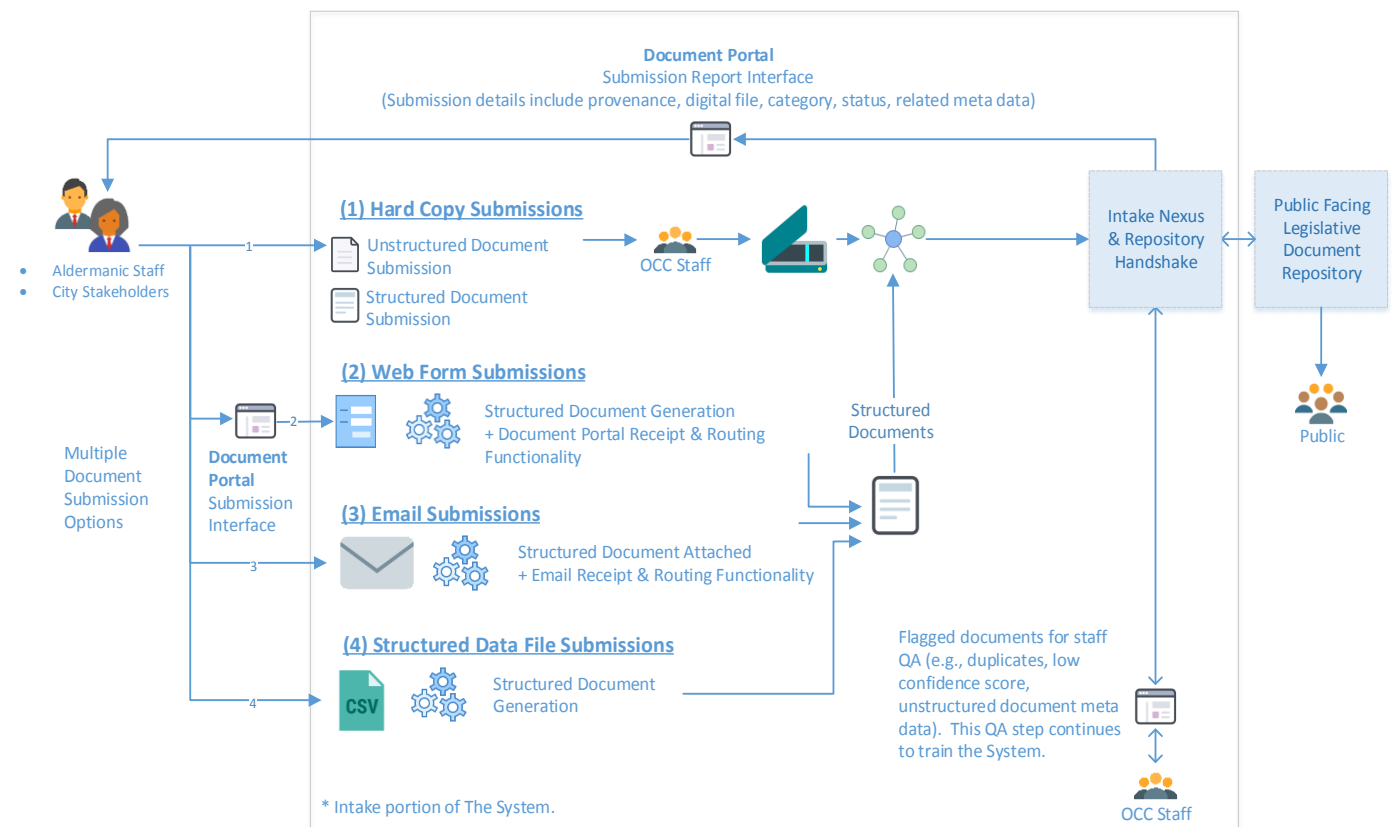 Document Portal
Submission Report Interface
(Submission details include provenance, digital file, category, status, related meta data)
Aldermanic Staff
City Stakeholders
1
(1) Hard Copy Submissions
Unstructured Document
Submission
Structured Document
Submission
OCC Staff
Intake Nexus
& Repository
Handshake
Public Facing
Legislative
Document
Repository
Public
Multiple
Document
Submission
Options
Document
Portal
Submission
Interface
2
(2) Web Form Submissions
Structured Document Generation
+ Document Portal Receipt & Routing
Functionality
Structured
Documents
3
(3) Email Submissions
Structured Document Attached
+ Email Receipt & Routing Functionality
4
(4) Structured Data File Submissions
CSV
Structured Document
Generation
Flagged documents for staff
QA (e.g., duplicates, low
confidence score,
unstructured document meta
data). This QA step continues
to train the System.
OCC Staff
* Intake portion of The System.